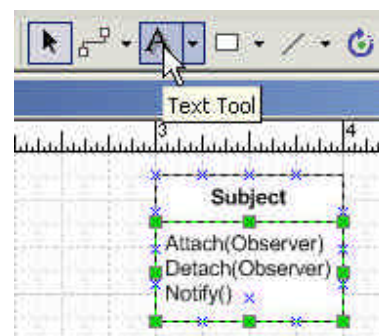 A
Text Tool
3 4
Subject
Attach(Observer)
Detach(Observer)
Notify()